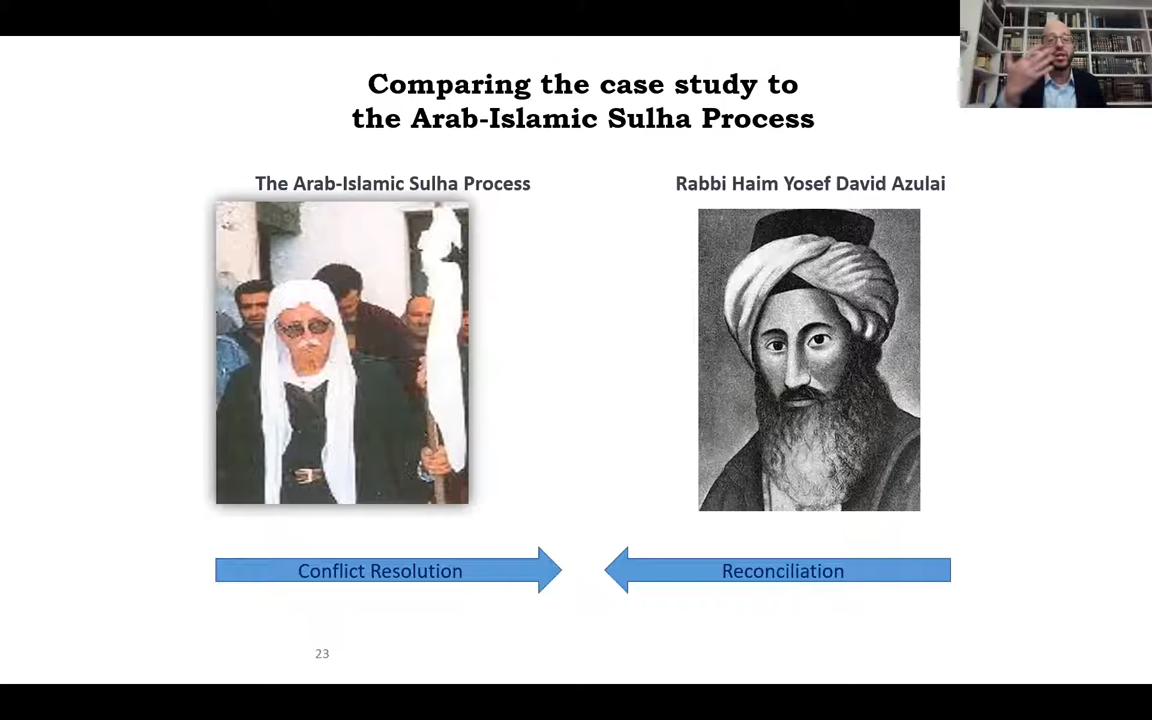 Comparing the case study to
the Arab-Islamic Sulha Process
The Arab-Islamic Sulha Process
Rabbi Haim Yosef David Azulai
Conflict Resolution
Reconciliation
23